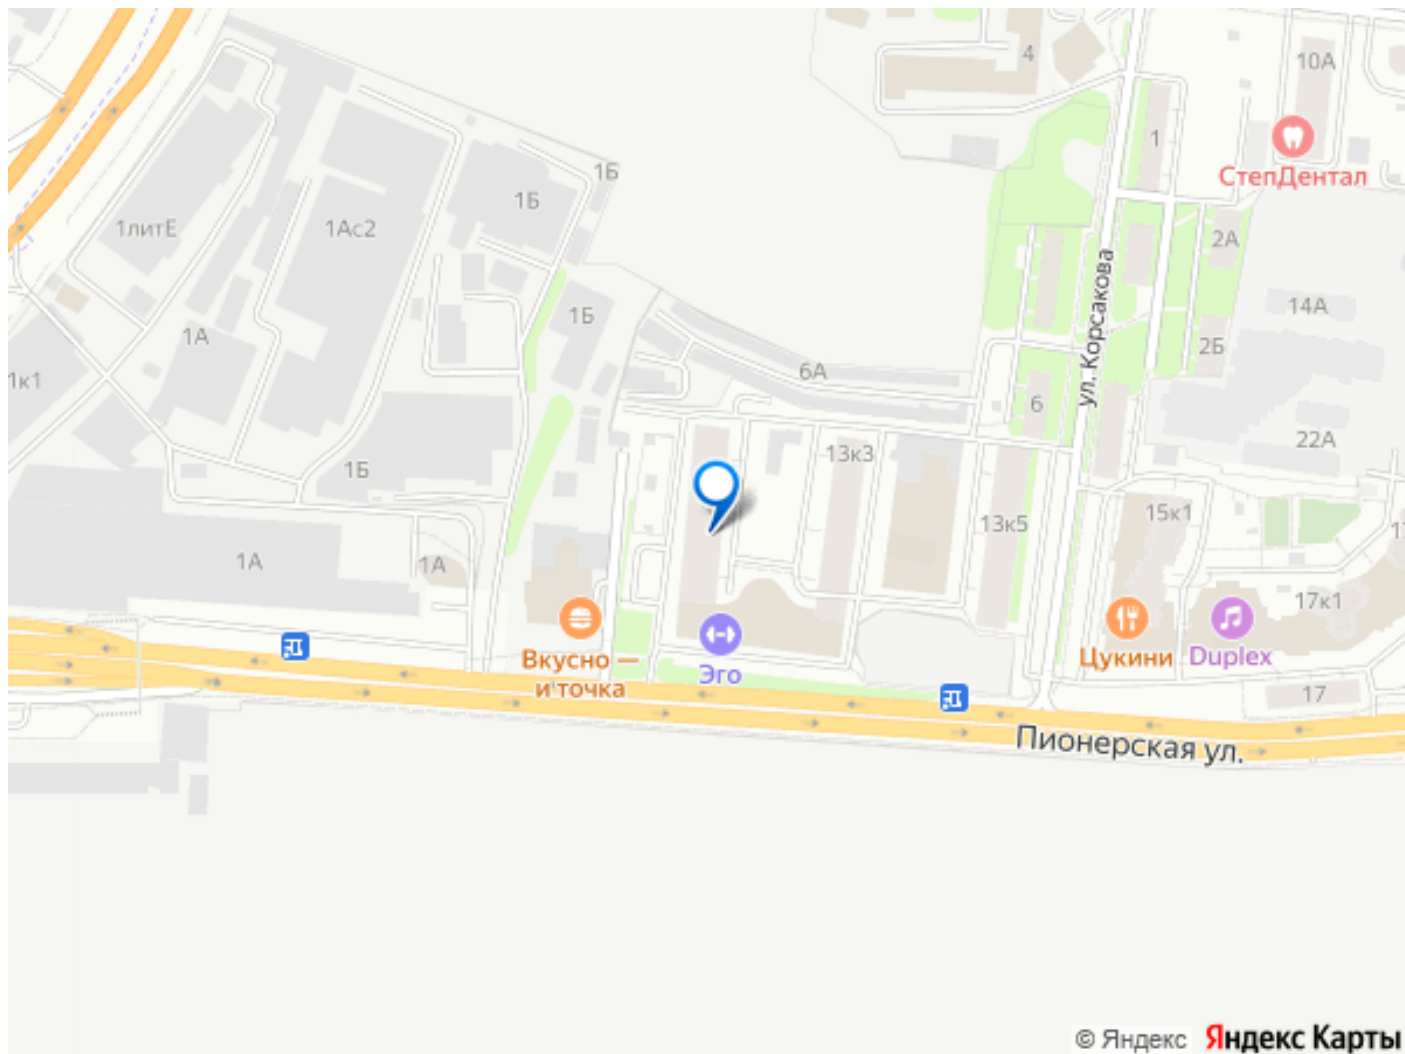 4
10А
1
СтепДентал
1Б
1Б
1литЕ
1Ас2
2А
ул. Корсакова
14А
1Б
1А
2Б
6А
1к1
6
22А
13к3
1Б
15к1
13к5
1А
1А
17к1
Вкусно —
и точка
Эго
Цукини
Duplex
17
Пионерская ул.
© Яндекс Яндекс Карты